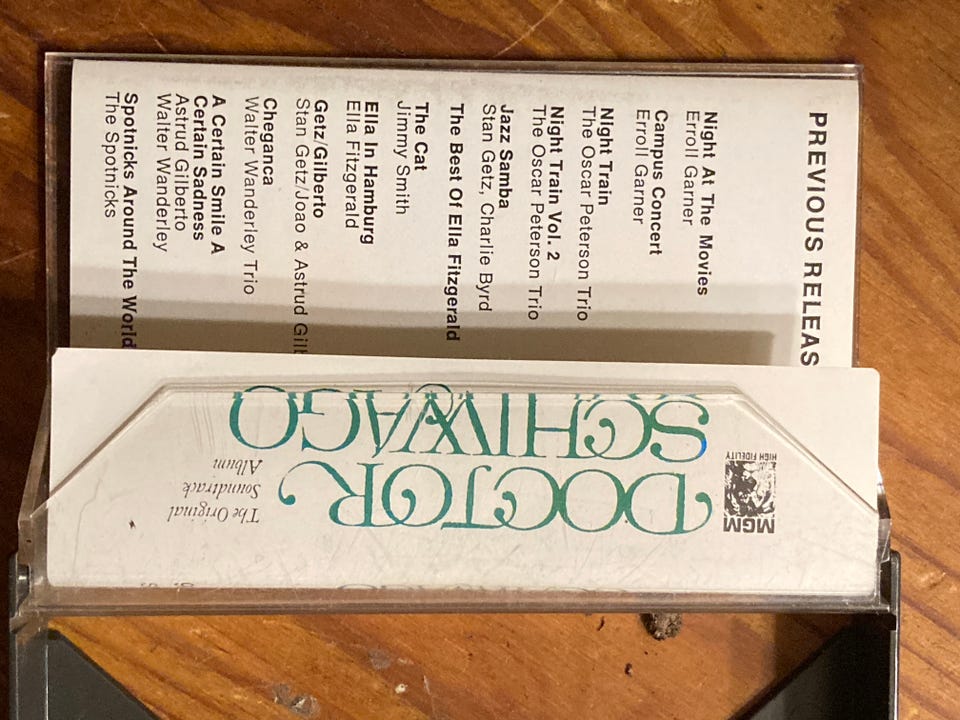 PREVIOUS RELEAS
Night At The Movies
Erroll Garner
Campus Concert
Erroll Garner
Night Train
The Oscar Peterson Trio
Night Train Vol. 2
The Oscar Peterson Trio
Jazz Samba
Stan Getz, Charlie Byrd
The Best Of Ella Fitzgerald
The Cat
Jimmy Smith
Ella In Hamburg
Ella Fitzgerald
Getz/Gilberto
Stan Getz/Joao & Astrud Gilb
Cheganca
Walter Wanderley Trio
A Certain Smile A
Certain Sadness
Astrud Gilberto
Walter Wanderley
Spotnicks Around The World
The Spotnicks
MGM
HIGH FIDELITY
DOCTOR
SCHIWAGO
The Original
Soundtrack
Album